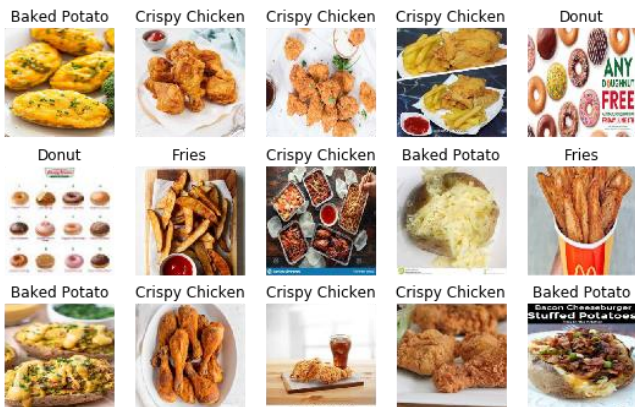 Baked Potato
Crispy Chicken
Crispy Chicken
Crispy Chicken
Donut
ANY
DOUGHNUT
FREE
Donut
Fries
Crispy Chicken
Baked Potato
Fries
Baked Potato
Crispy Chicken
Crispy Chicken
Crispy Chicken
Baked Potato
Bacon Cheeseburger
Stuffed Potatoes